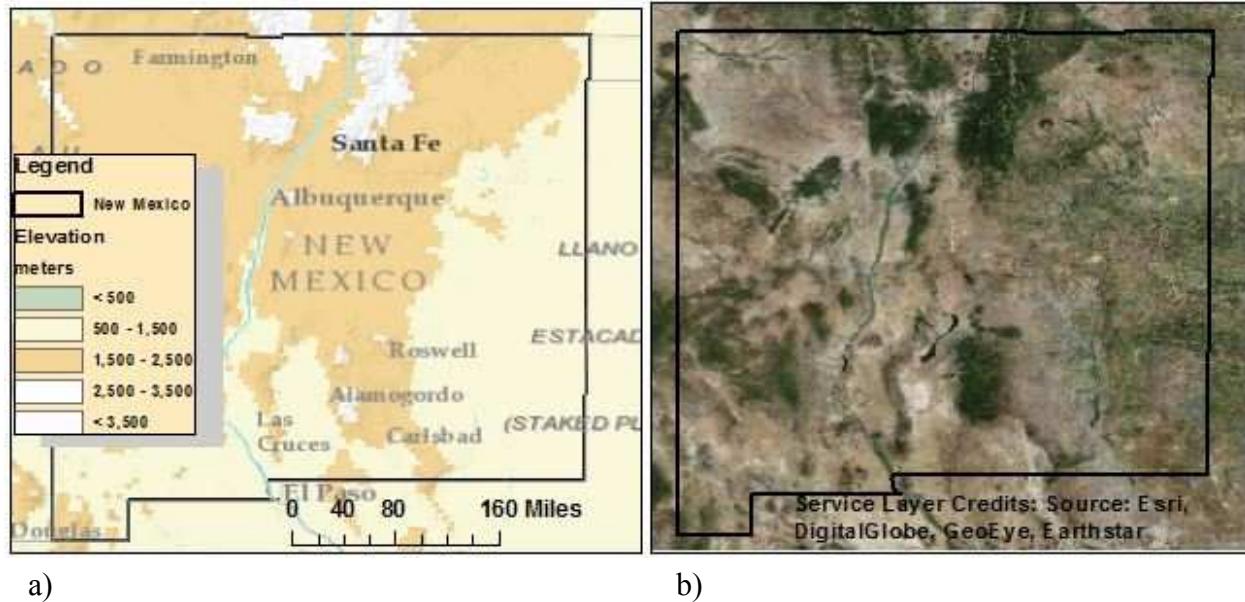 ADO
Farmington
AU
Santa Fe
Legend
New Mexico
Albuquerque
Elevation
NEW
LLANO
meters
MEXICO
< 500
500 - 1,500
ESTACAD
1,500 - 2,500
Roswell
2,500 - 3,500
Alamogordo
< 3,500
Las
(STAKED PL
Cruces
Carlsbad
El Paso
0 40 80 160 Miles
Douglas
Service Layer Credits: Source: Esri,
DigitalGlobe, GeoEye, Earthstar
a)
b)